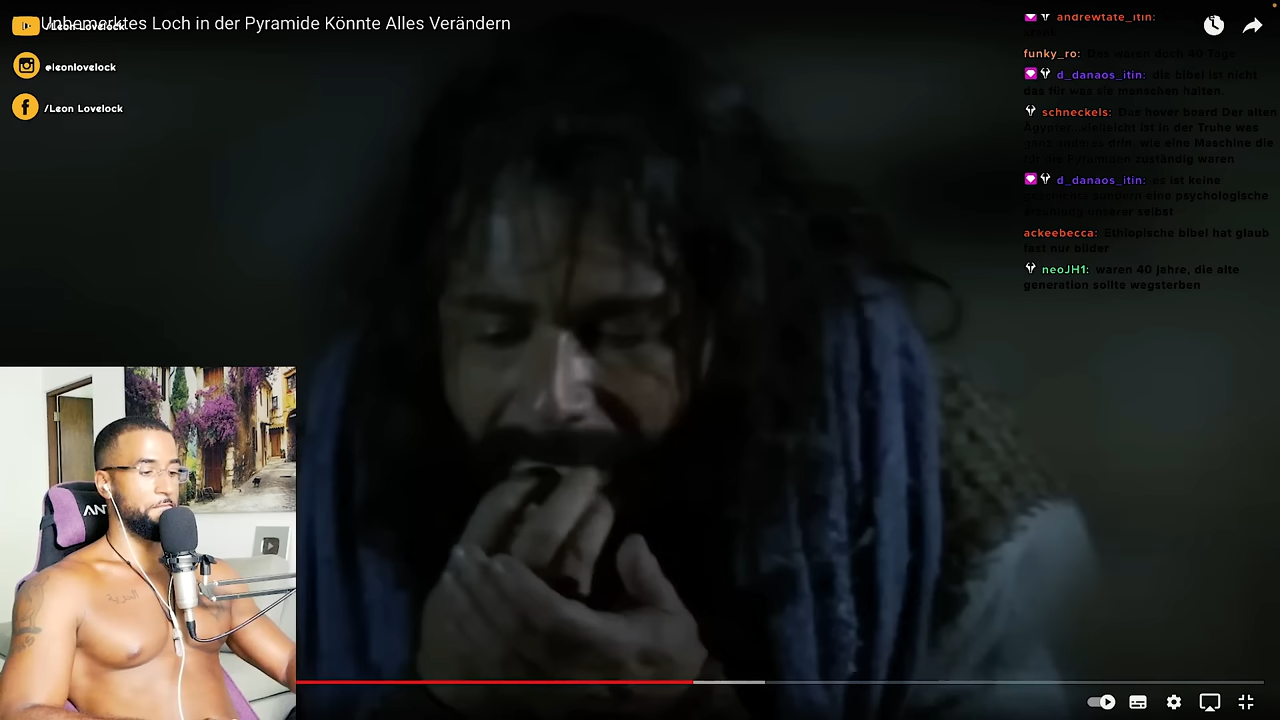 Unbemerktes Loch in der Pyramide Könnte Alles Verändern
/Leon Lovelock
@leonlovelock
/Leon Lovelock
andrewtate_itin:
funky_ro: Das waren doch 40 Tage
d_danaos_itin: die bibel ist nicht
das für was sie menschen halten.
schneckels: Das hover board Der alten
Ägypter...vielleicht ist in der Truhe was
ganz anderes drin, wie eine Maschine die
für die Pyramiden zuständig waren
d_danaos_itin: es ist keine
sondern eine psychologische
erzählung unserer selbst
ackeebecca: Ethiopische bibel hat glaub
fast nur bilder
neoJH1: waren 40 jahre, die alte
generation sollte wegsterben
AN